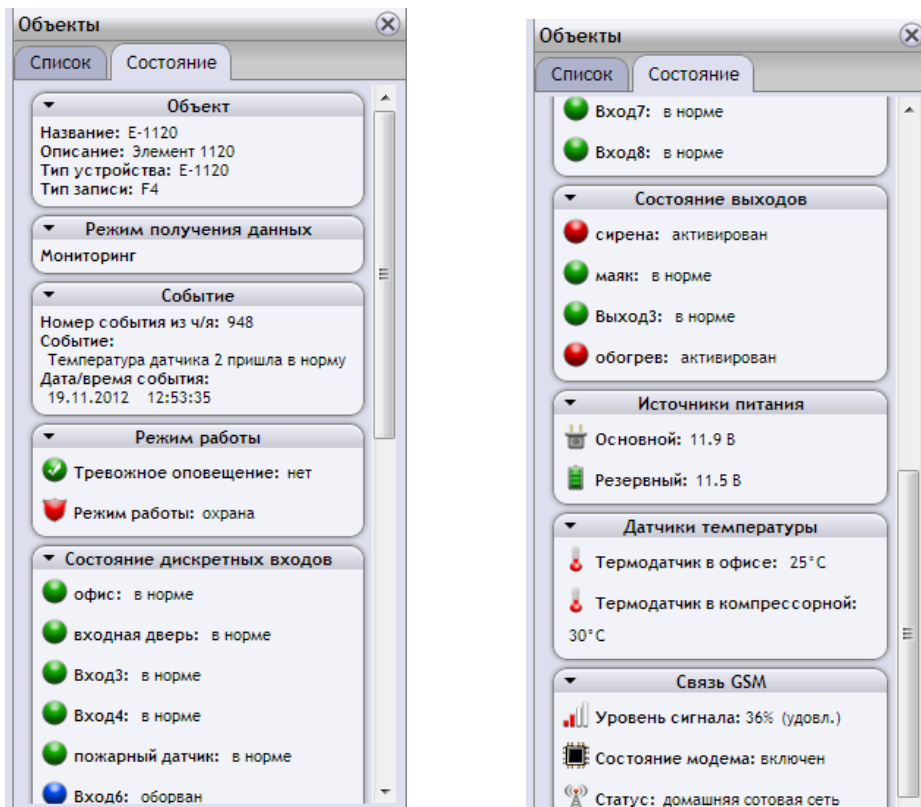 Объекты
Список Состояние
Объект
Название: E-1120
Описание: Элемент 1120
Тип устройства: E-1120
Тип записи: F4
Режим получения данных
Мониторинг
Событие
Номер события из ч/я: 948
Событие:
Температура датчика 2 пришла в норму
Дата/время события:
19.11.2012 12:53:35
Режим работы
Тревожное оповещение: нет
Режим работы: охрана
Состояние дискретных входов
офис: в норме
входная дверь: в норме
Вход3: в норме
Вход4: в норме
пожарный датчик: в норме
Вход6: оборван
Объекты
Список Состояние
Вход7: в норме
Вход8: в норме
Состояние выходов
сирена: активирован
маяк: в норме
Выход3: в норме
обогрев: активирован
Источники питания
Основной: 11.9 В
Резервный: 11.5 В
Датчики температуры
Термодатчик в офисе: 25°C
Термодатчик в компрессорной:
30°C
Связь GSM
Уровень сигнала: 36% (удовл.)
Состояние модема: включен
Статус: домашняя сотовая сеть